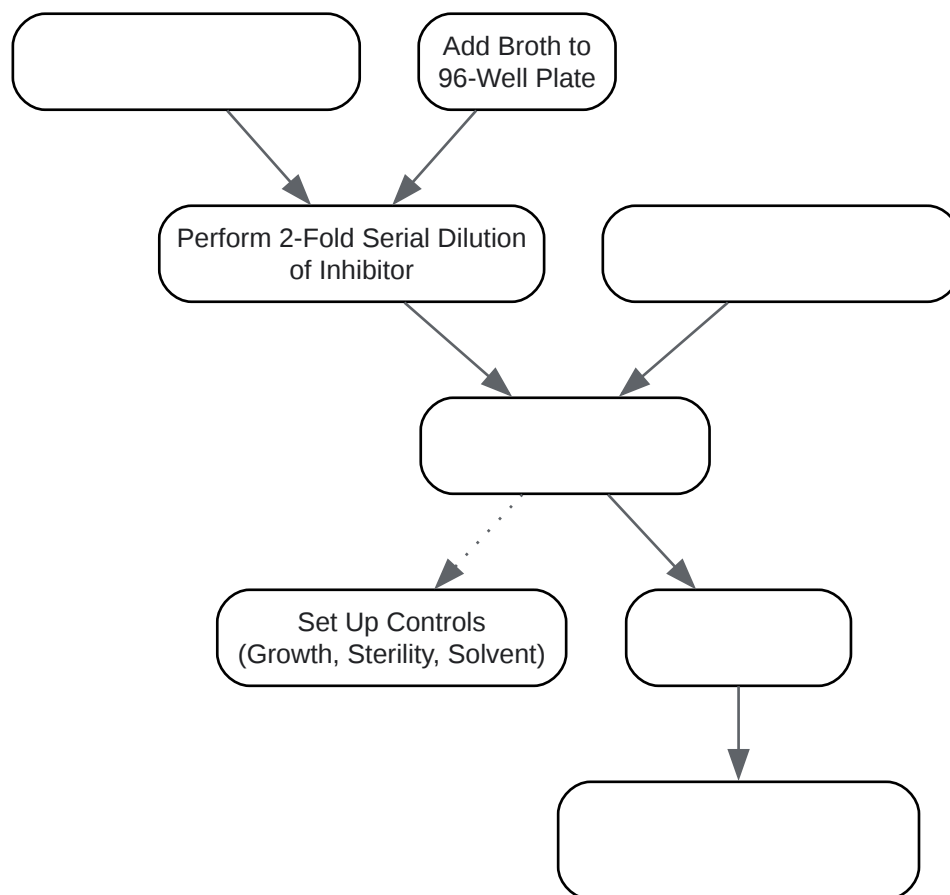 Add Broth to
96-Well Plate
Perform 2-Fold Serial Dilution
of Inhibitor
Set Up Controls
(Growth, Sterility, Solvent)